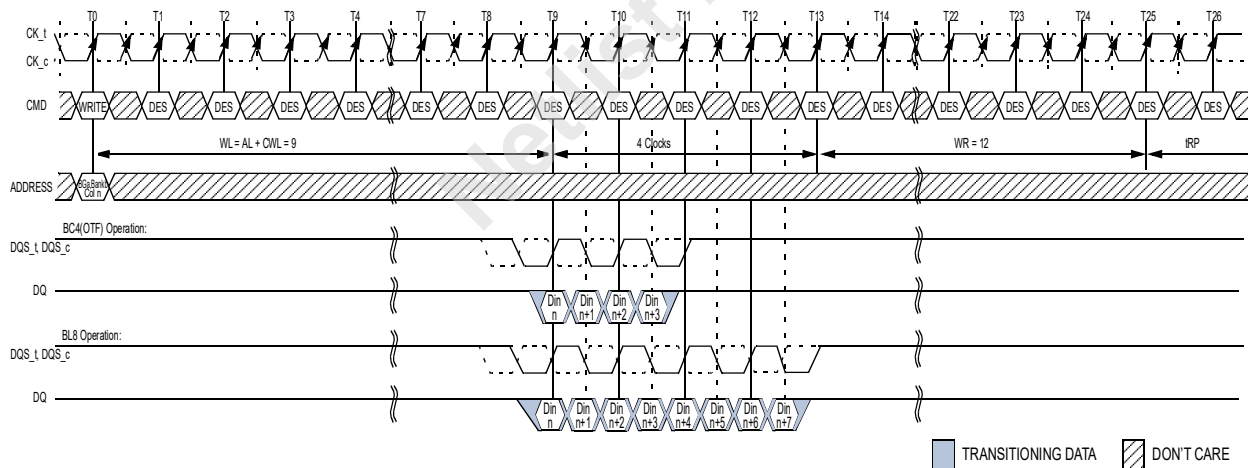 T0 T1 T2 T3 T4 T7 T8 T9 T10 T11 T12 T13 T14 T22 T23 T24 T25 T26
CK_t
CK_c
CMD WRITE DES DES DES DES DES DES DES DES DES DES DES DES DES DES DES DES DES
WL = AL + CWL = 9 4 Clocks WR = 12 tRP
ADDRESS BGa,Bankb
Col n
BC4(OTF) Operation:
DQS_t, DQS_c
DQ Din n Din n+1 Din n+2 Din n+3
BL8 Operation:
DQS_t, DQS_c
DQ Din n Din n+1 Din n+2 Din n+3 Din n+4 Din n+5 Din n+6 Din n+7
TRANSITIONING DATA DON'T CARE
Netlist